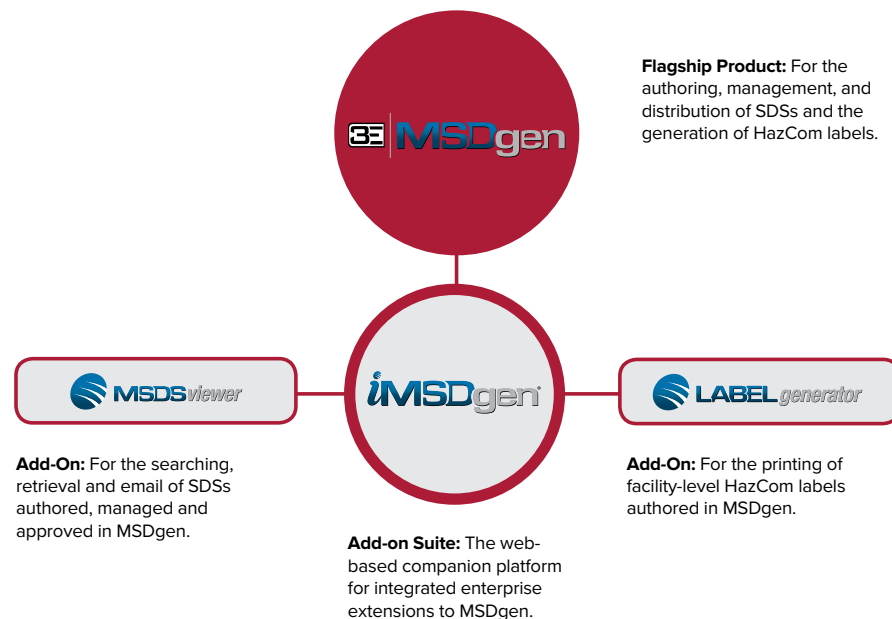 Flagship Product: For the
authoring, management, and
distribution of SDSs and the
generation of HazCom labels.
3E MSDgen
MSDSviewer
iMSDgen
LABEL generator
Add-On: For the searching,
retrieval and email of SDSs
authored, managed and
approved in MSDgen.
Add-on Suite: The web-
based companion platform
for integrated enterprise
extensions to MSDgen.
Add-On: For the printing of
facility-level HazCom labels
authored in MSDgen.